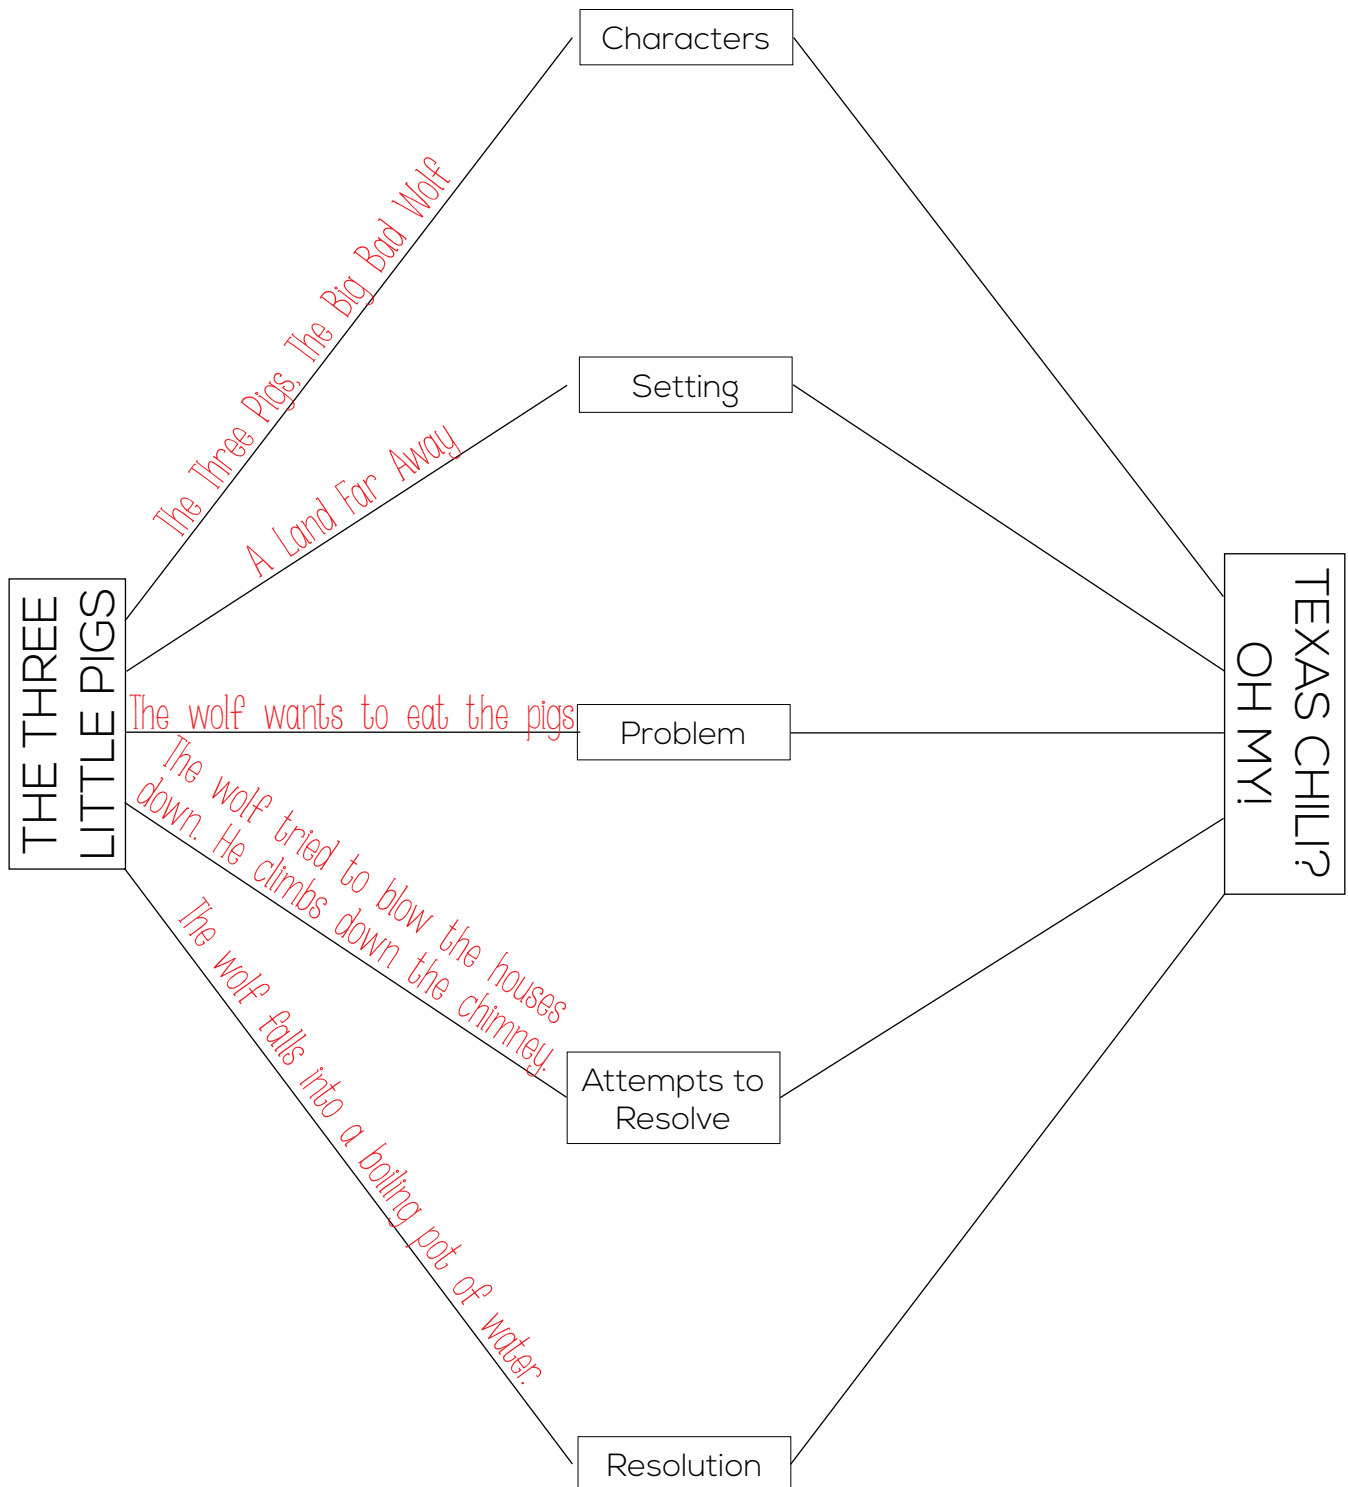 Characters
The Three Pigs, The Big Bad Wolf
Setting
A Land Far Away
THE THREE
LITTLE PIGS
TEXAS CHILI?
OH MY!
The wolf wants to eat the pigs
Problem
The wolf tried to blow the houses
down. He climbs down the chimney.
Attempts to
Resolve
The wolf falls into a boiling pot of water.
Resolution